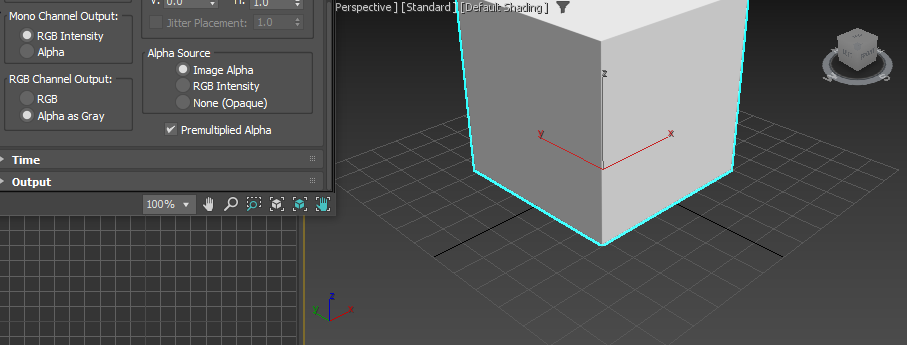 V: 0.0 H: 1.0
Jitter Placement: 1.0
Mono Channel Output:
RGB Intensity
Alpha
RGB Channel Output:
RGB
Alpha as Gray
Alpha Source
Image Alpha
RGB Intensity
None (Opaque)
Premultiplied Alpha
Time
Output
100%
Perspective ] [Standard ] [Default Shading ]
z
y
x
z
y
x